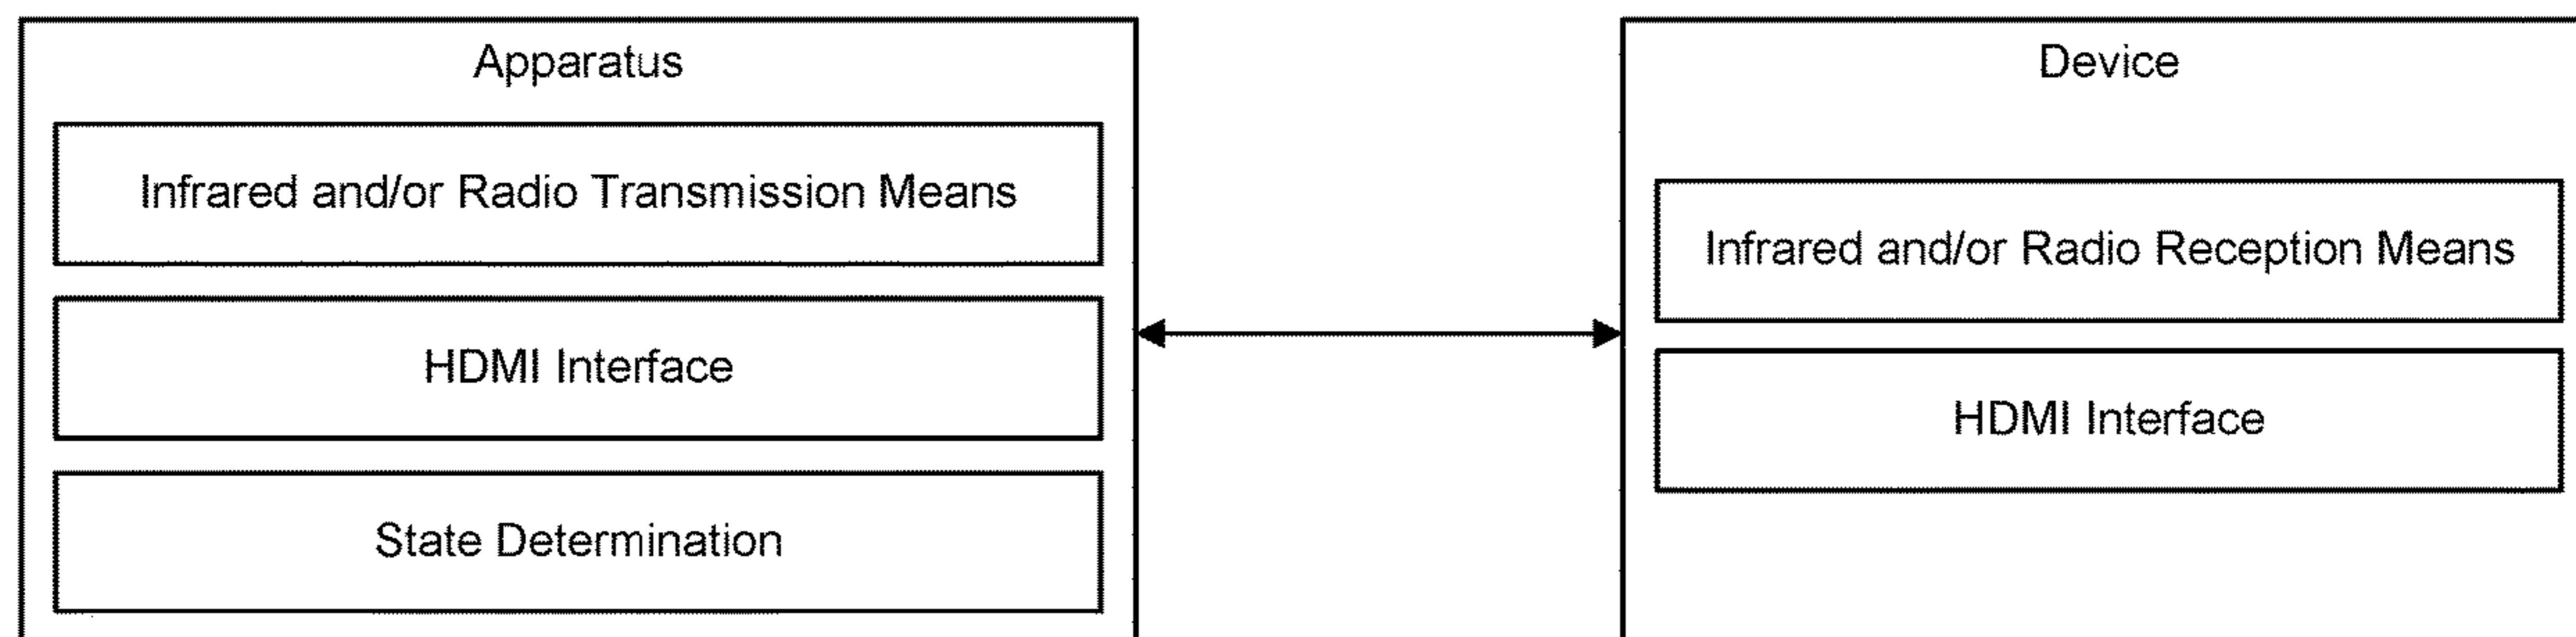 Apparatus
Infrared and/or Radio Transmission Means
HDMI Interface
State Determination
Device
Infrared and/or Radio Reception Means
HDMI Interface